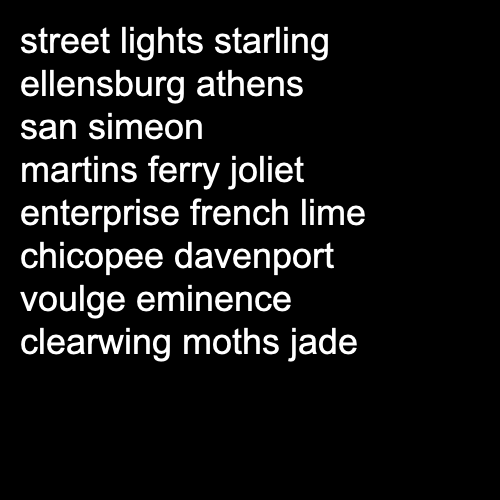 street lights starling
ellensburg athens
san simeon
martins ferry joliet
enterprise french lime
chicopee davenport
voulge eminence
clearwing moths jade